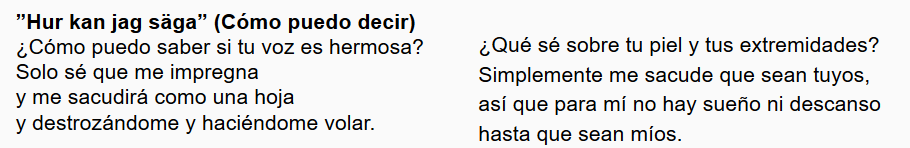 ”Hur kan jag säga” (Cómo puedo decir)
¿Cómo puedo saber si tu voz es hermosa?
Solo sé que me impregna
y me sacudirá como una hoja
y destrozándome y haciéndome volar.
¿Qué sé sobre tu piel y tus extremidades?
Simplemente me sacude que sean tuyos,
así que para mí no hay sueño ni descanso
hasta que sean míos.